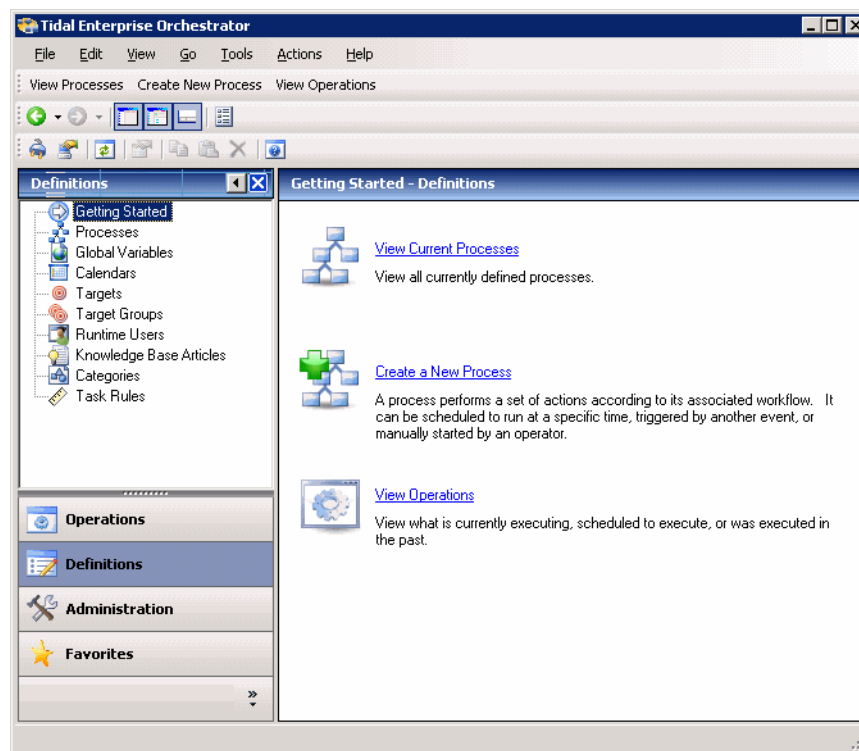 Tidal Enterprise Orchestrator
File Edit View Go Tools Actions Help
View Processes Create New Process View Operations
Definitions
Getting Started
Processes
Global Variables
Calendars
Targets
Target Groups
Runtime Users
Knowledge Base Articles
Categories
Task Rules
Operations
Definitions
Administration
Favorites
Getting Started - Definitions
View Current Processes
View all currently defined processes.
Create a New Process
A process performs a set of actions according to its associated workflow. It
can be scheduled to run at a specific time, triggered by another event, or
manually started by an operator.
View Operations
View what is currently executing, scheduled to execute, or was executed in
the past.